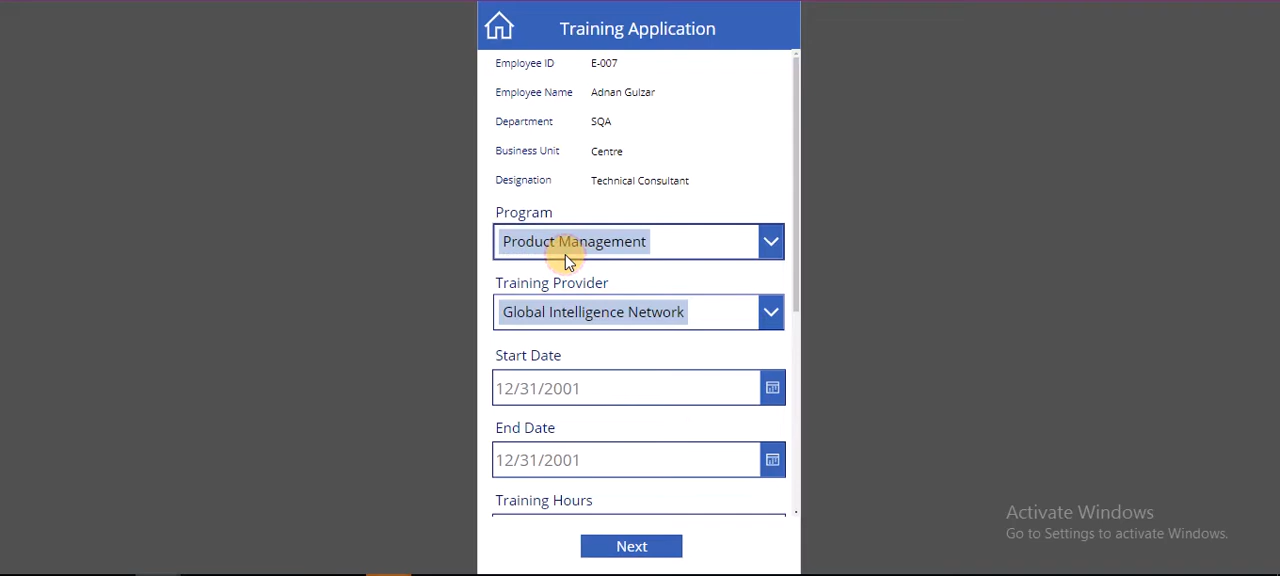 Training Application
Employee ID E-007
Employee Name Adnan Gulzar
Department SQA
Business Unit Centre
Designation Technical Consultant
Program
Product Management
Training Provider
Global Intelligence Network
Start Date
12/31/2001
End Date
12/31/2001
Training Hours
Next
Activate Windows
Go to Settings to activate Windows.